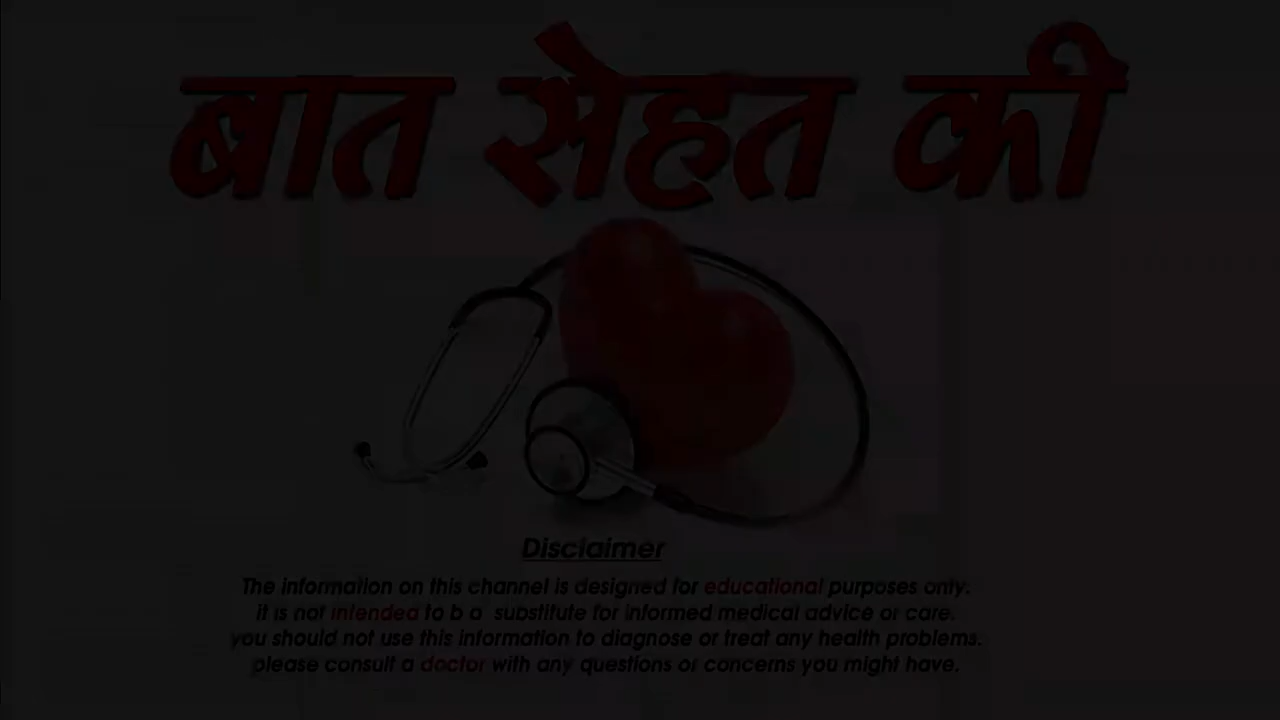 बात सेहत की
Disclaimer
The information on this channel is designed for educational purposes only.
it is not intended to b a substitute for informed medical advice or care.
you should not use this information to diagnose or treat any health problems.
please consult a doctor with any questions or concerns you might have.